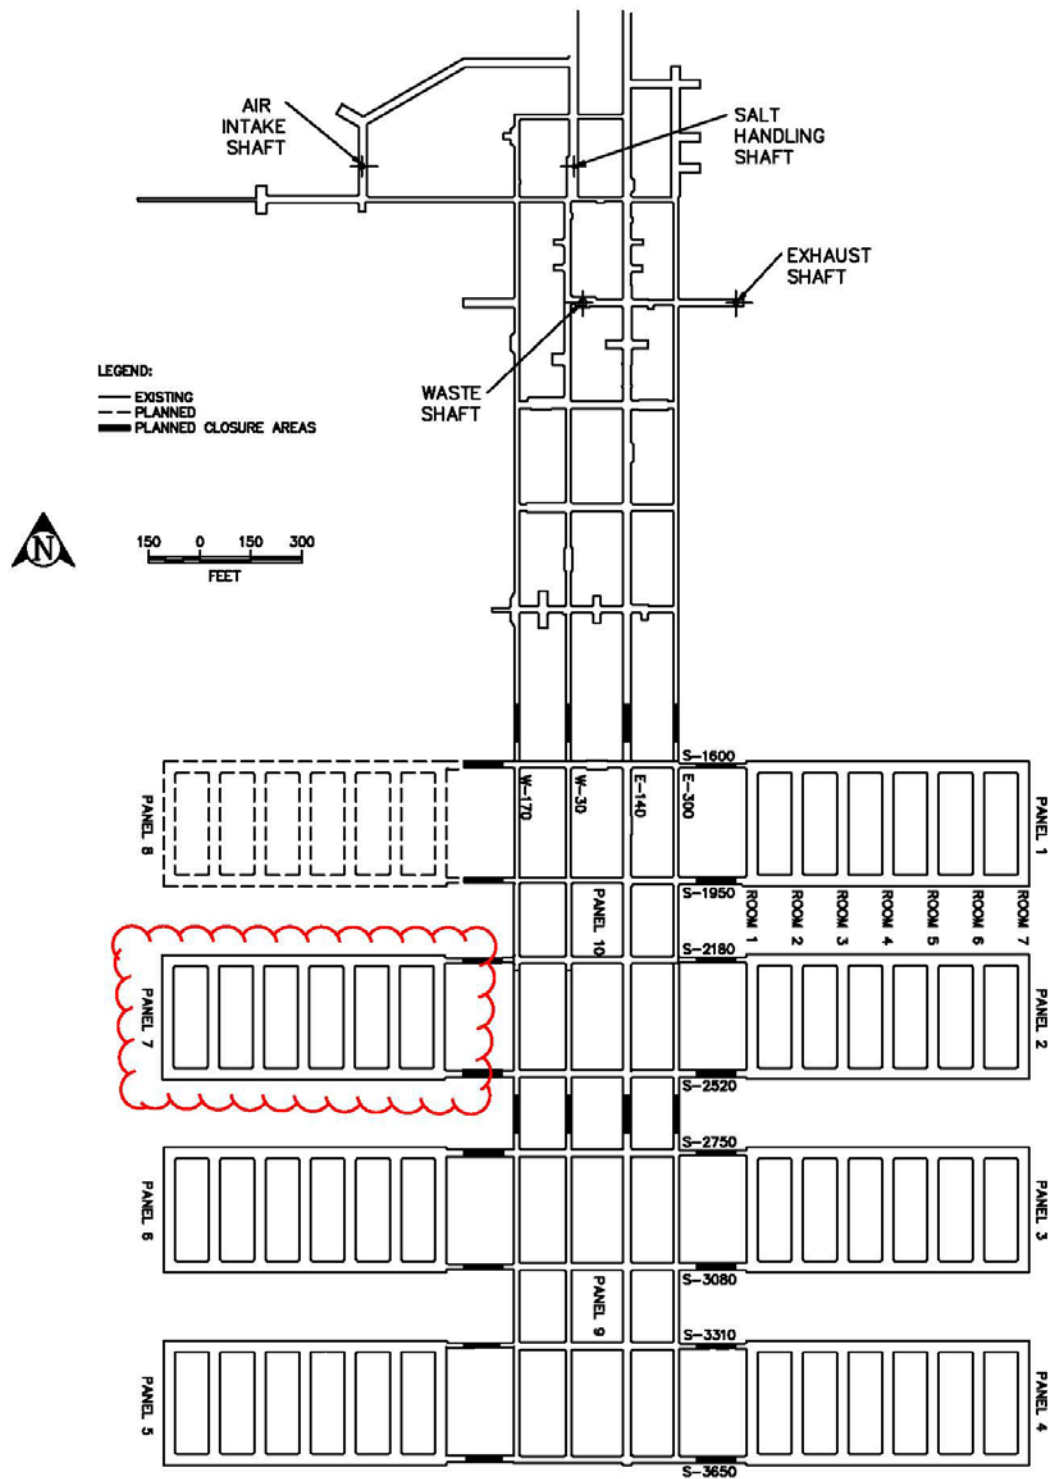 AIR
INTAKE
SHAFT
SALT
HANDLING
SHAFT
EXHAUST
SHAFT
WASTE
SHAFT
LEGEND:
EXISTING
PLANNED
PLANNED CLOSURE AREAS
N
150 0 150 300
FEET
S-1600
W-170
W-30
E-140
E-300
PANEL 8
PANEL 1
S-1950
ROOM 1
ROOM 2
ROOM 3
ROOM 4
ROOM 5
ROOM 6
ROOM 7
PANEL 10
S-2180
PANEL 7
PANEL 2
S-2520
S-2750
PANEL 6
PANEL 3
S-3080
PANEL 9
S-3310
PANEL 5
PANEL 4
S-3650